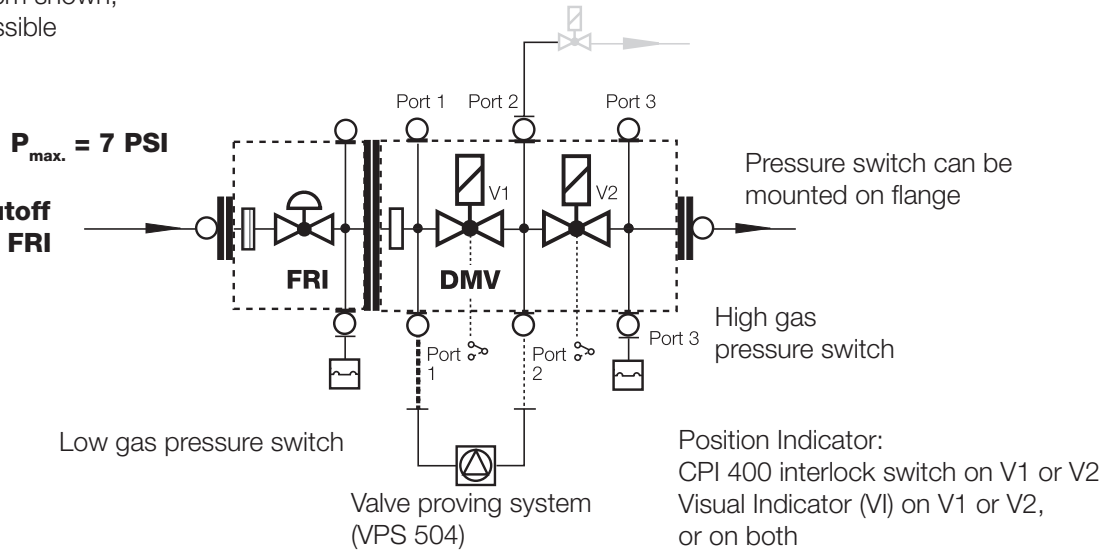 Port 1 Port 2 Port 3
P max. = 7 PSI
Pressure switch can be
mounted on flange
V1
V2
FRI
FRI
DMV
High gas
pressure switch
Port
1
Port
2
Port 3
Low gas pressure switch
Valve proving system
(VPS 504)
Position Indicator:
CPI 400 interlock switch on V1 or V2
Visual Indicator (VI) on V1 or V2,
or on both